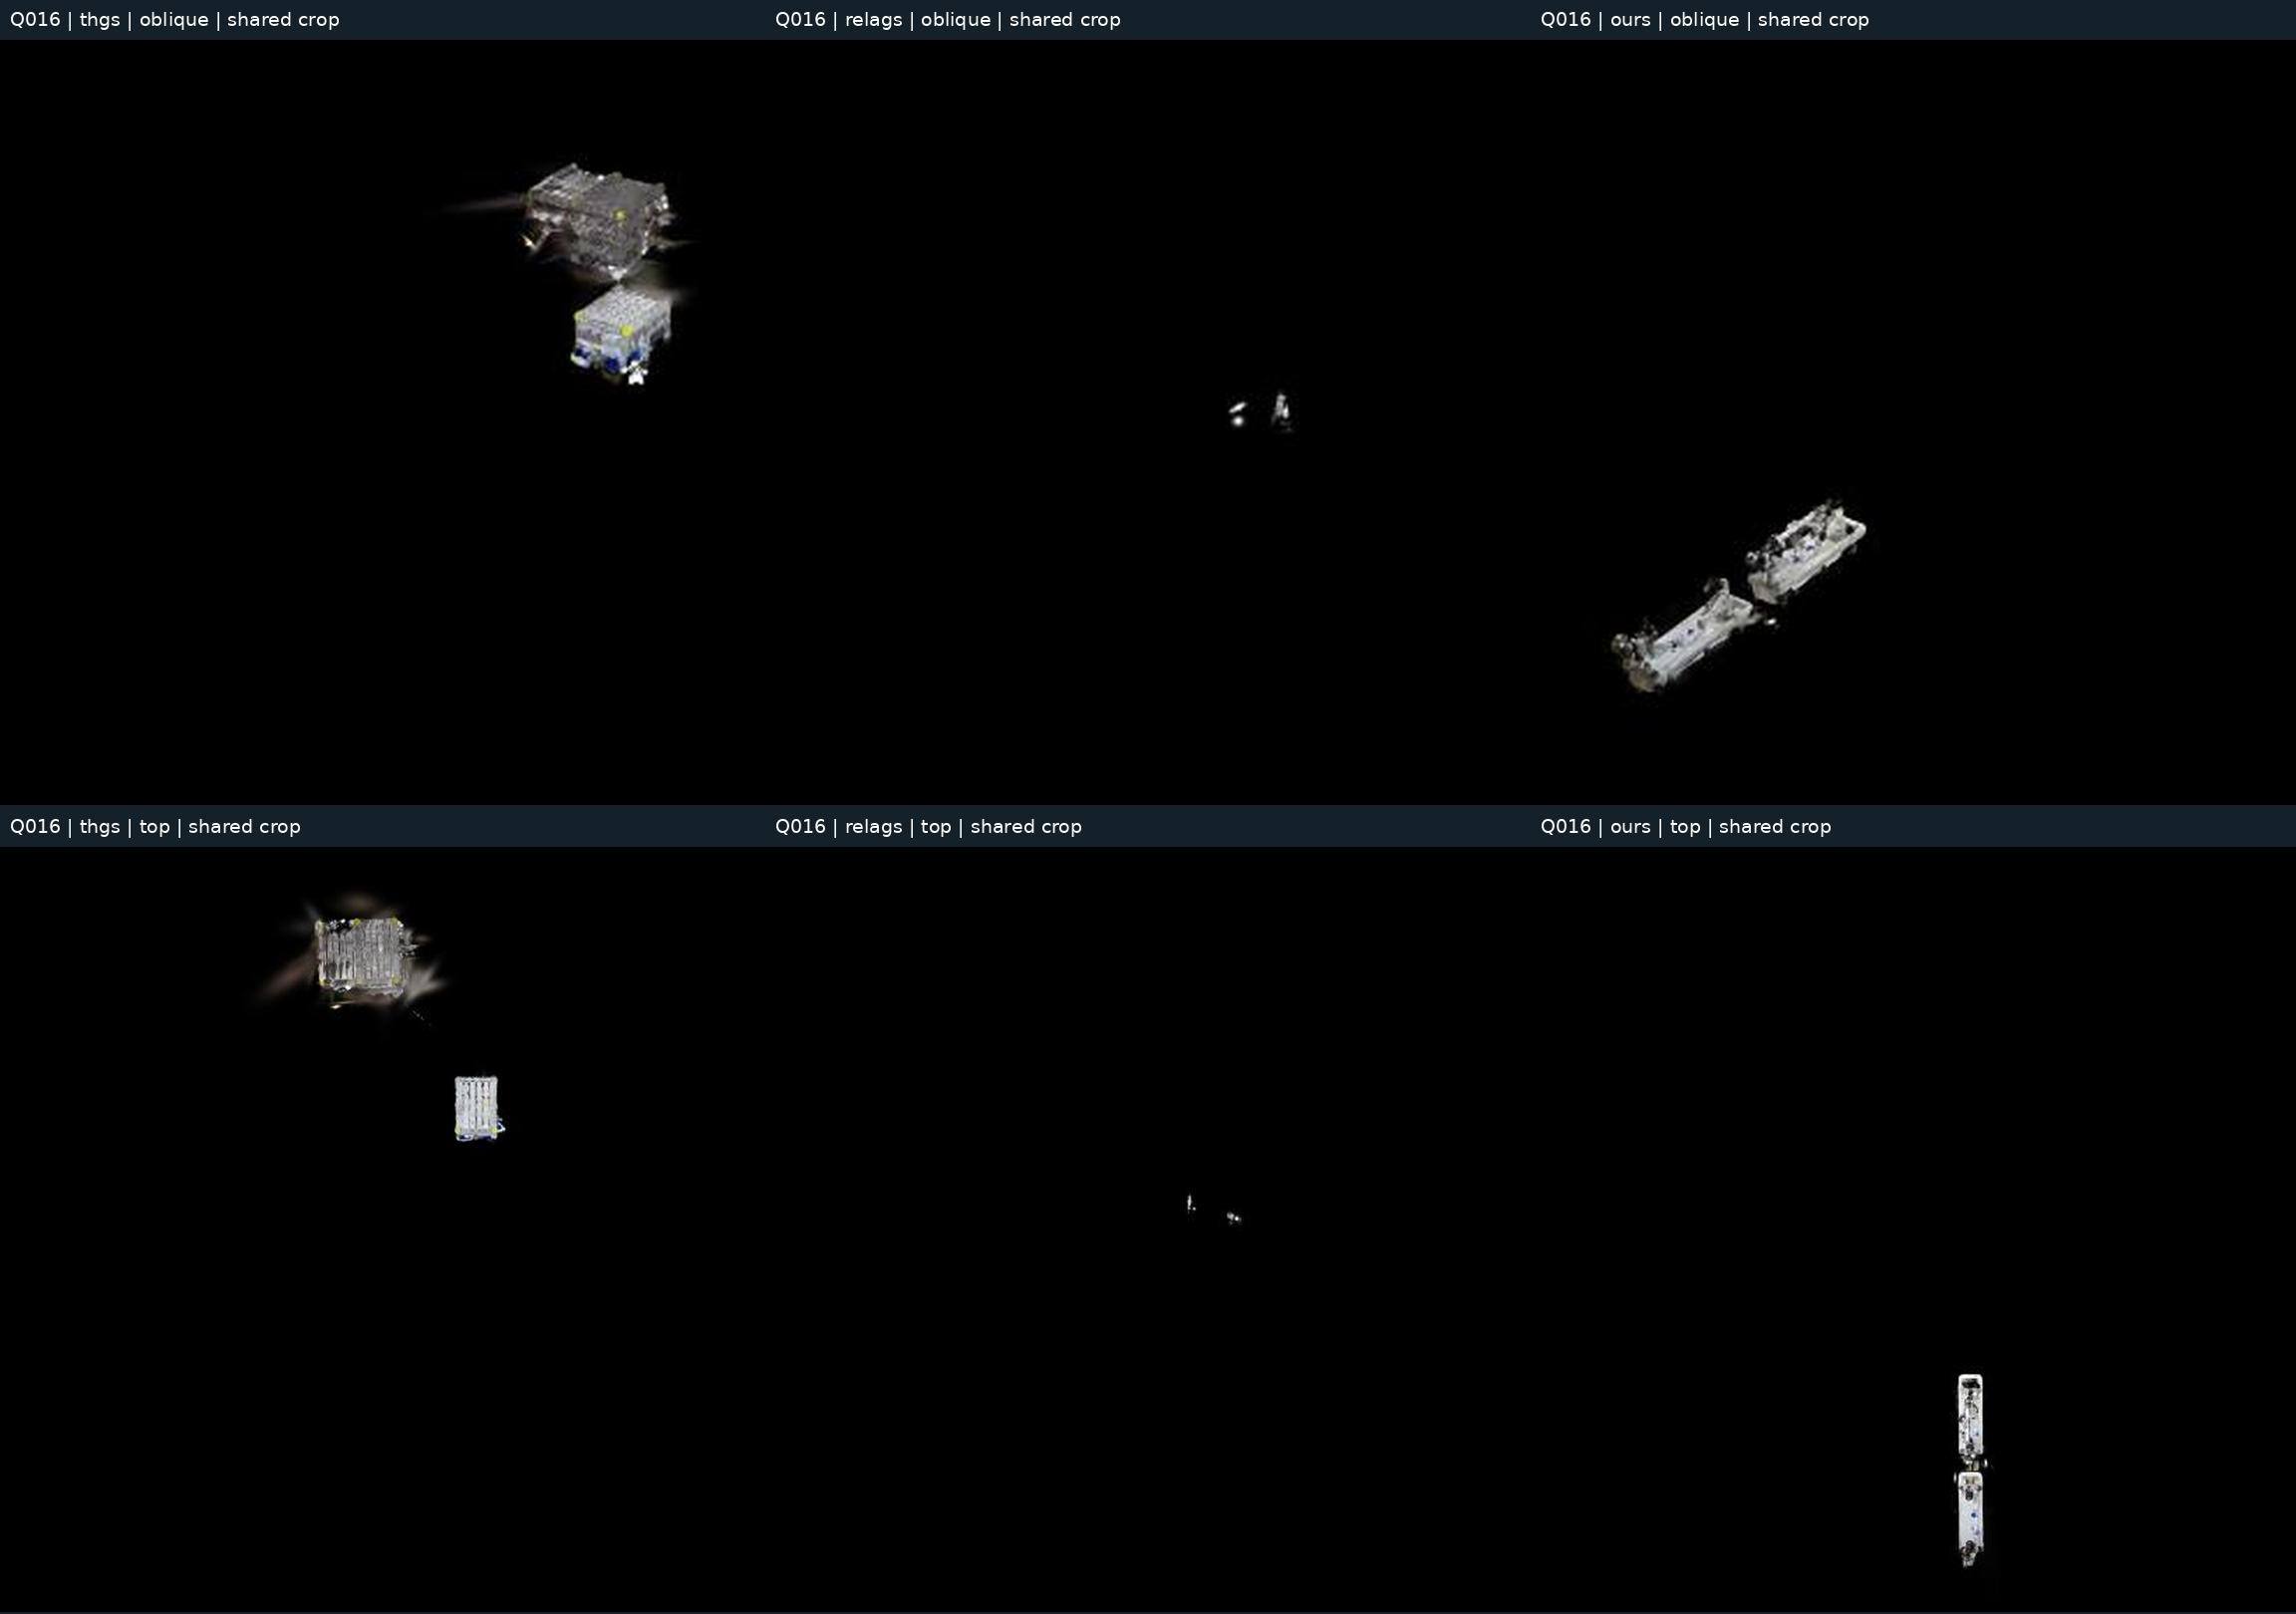 Q016 | thgs | oblique | shared crop
Q016 | relags | oblique | shared crop
Q016 | ours | oblique | shared crop
Q016 | thgs | top | shared crop
Q016 | relags | top | shared crop
Q016 | ours | top | shared crop